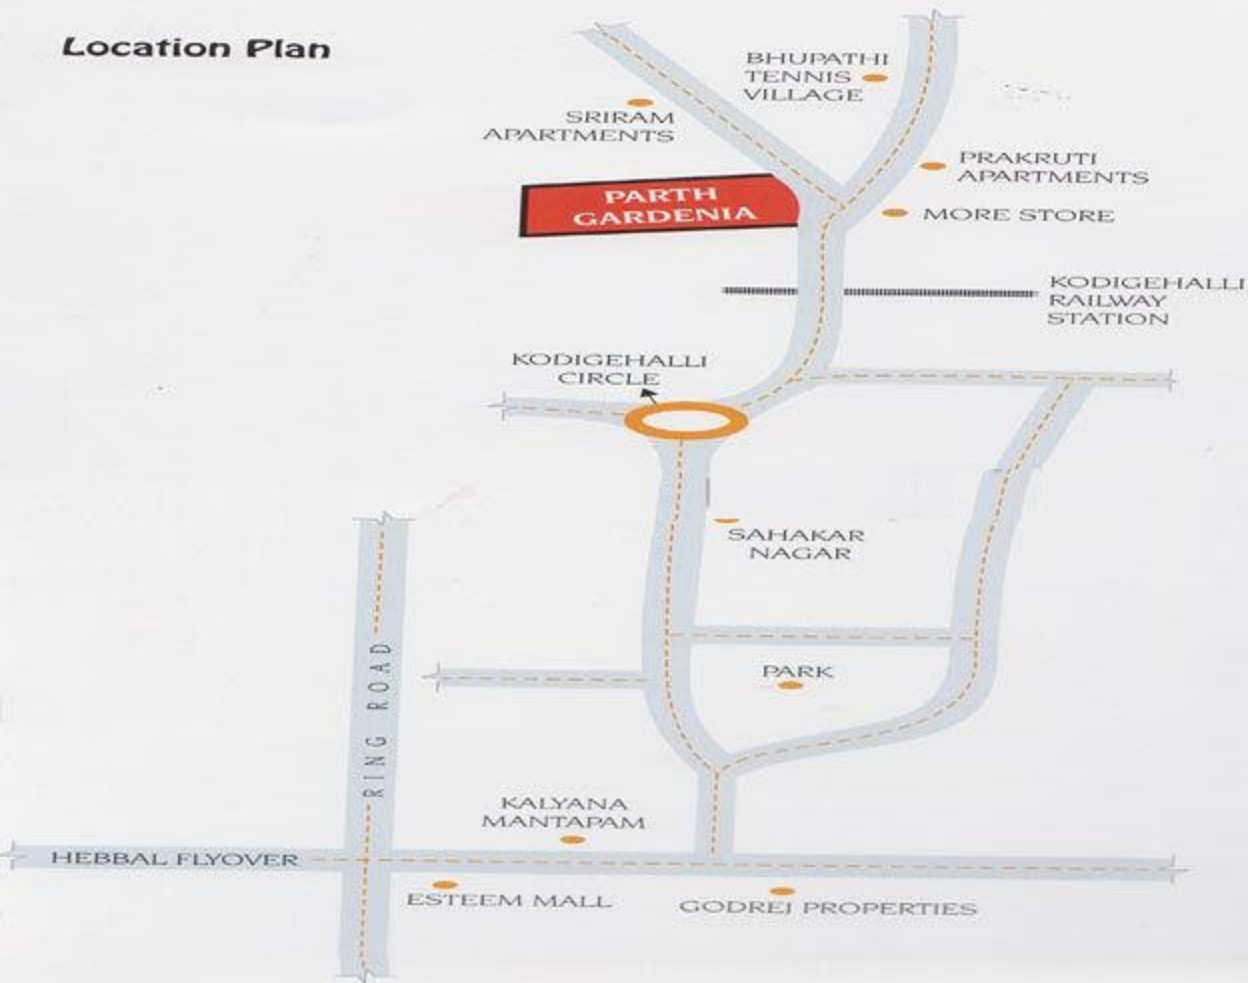 Location Plan
BHUPATHI
TENNIS
VILLAGE
SRIRAM
APARTMENTS
PRAKRUTI
APARTMENTS
PARTH
GARDENIA
MORE STORE
KODIGEHALLI
RAILWAY
STATION
KODIGEHALLI
CIRCLE
SAHAKAR
NAGAR
RING ROAD
PARK
KALYANA
MANTAPAM
HEBBAL FLYOVER
ESTEEM MALL
GODREJ PROPERTIES